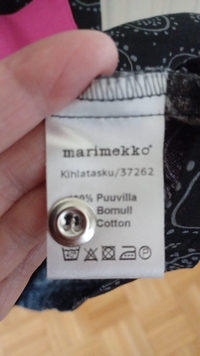 marimekko®
Kihlatasku/37262
% Puuvilla
Bomull
Cotton